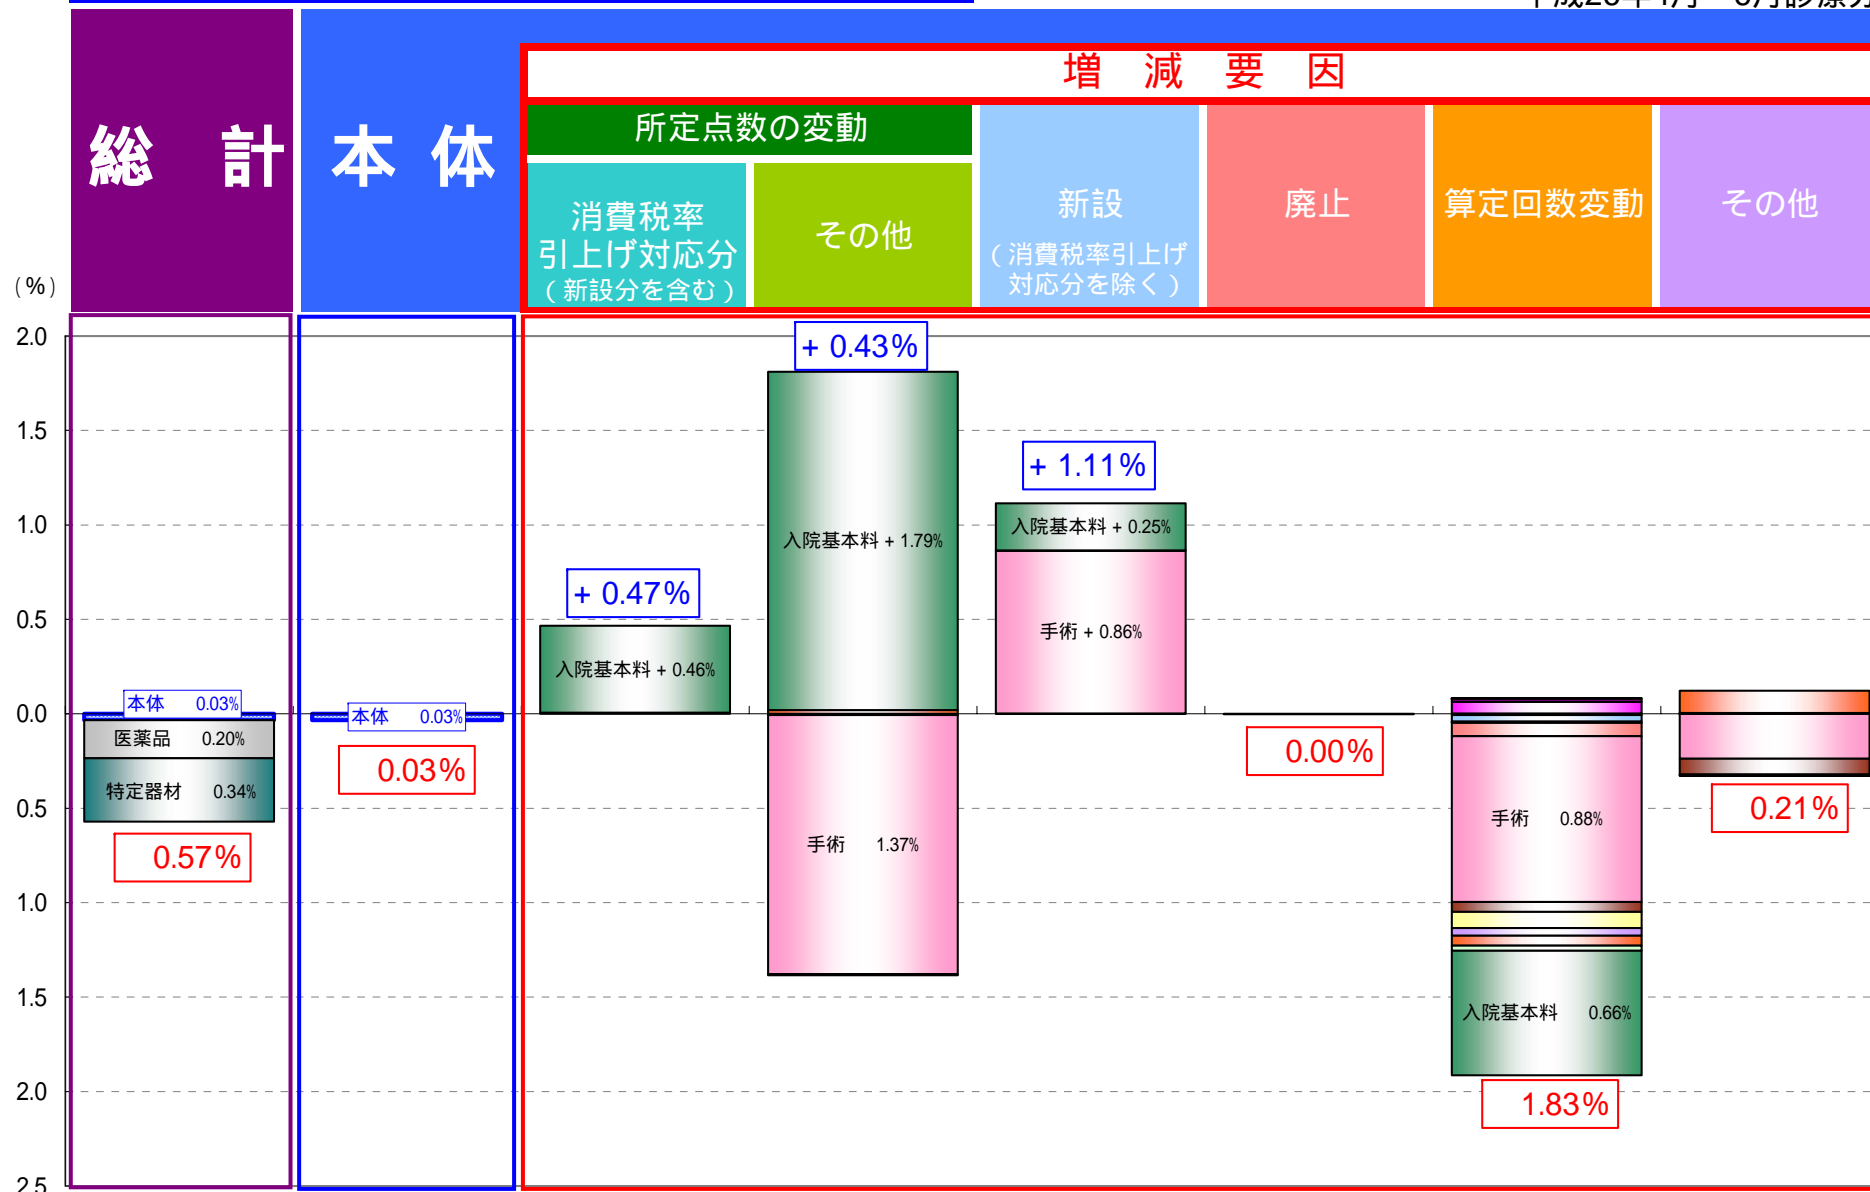 増 減 要 因
総 計
本 体
所定点数の変動
消費税率
引上げ対応分
(新設分を含む)
その他
新設
(消費税率引上げ
対応分を除く)
廃止
算定回数変動
その他
(%)
2.0
1.5
1.0
0.5
0.0
0.5
1.0
1.5
2.0
2.5
本体 0.03%
医薬品 0.20%
特定器材 0.34%
0.57%
本体 0.03%
0.03%
+ 0.47%
入院基本料 + 0.46%
+ 0.43%
入院基本料 + 1.79%
手術 1.37%
+ 1.11%
入院基本料 + 0.25%
手術 + 0.86%
0.00%
手術 0.88%
入院基本料 0.66%
1.83%
0.21%